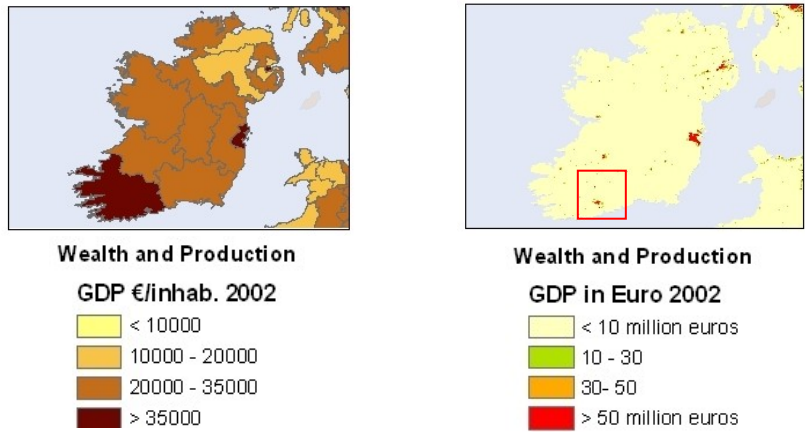 Wealth and Production
GDP €/inhab. 2002
< 10000
10000 - 20000
20000 - 35000
> 35000
Wealth and Production
GDP in Euro 2002
< 10 million euros
10 - 30
30- 50
> 50 million euros